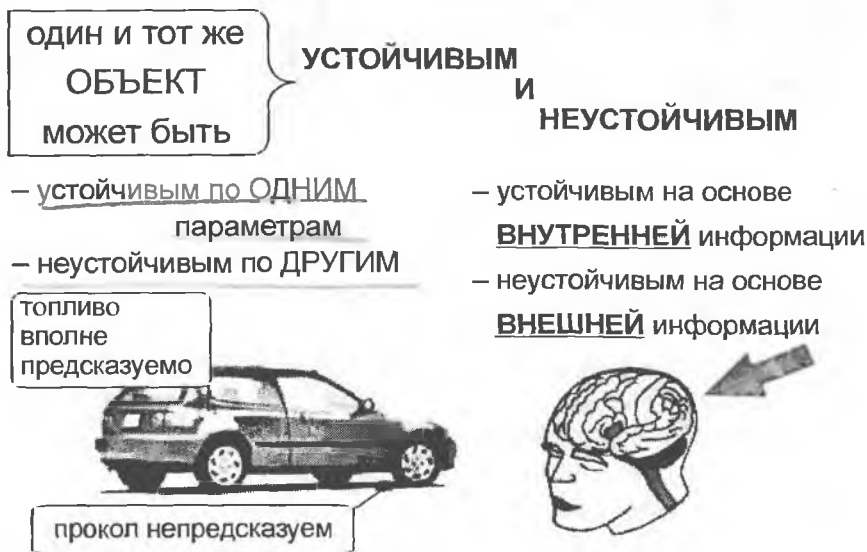 один и тот же
ОБЪЕКТ
может быть
УСТОЙЧИВЫМ
И
НЕУСТОЙЧИВЫМ
– устойчивым по ОДНИМ
параметрам
– неустойчивым по ДРУГИМ
топливо
вполне
предсказуемо
прокол непредсказуем
– устойчивым на основе
ВНУТРЕННЕЙ информации
– неустойчивым на основе
ВНЕШНЕЙ информации